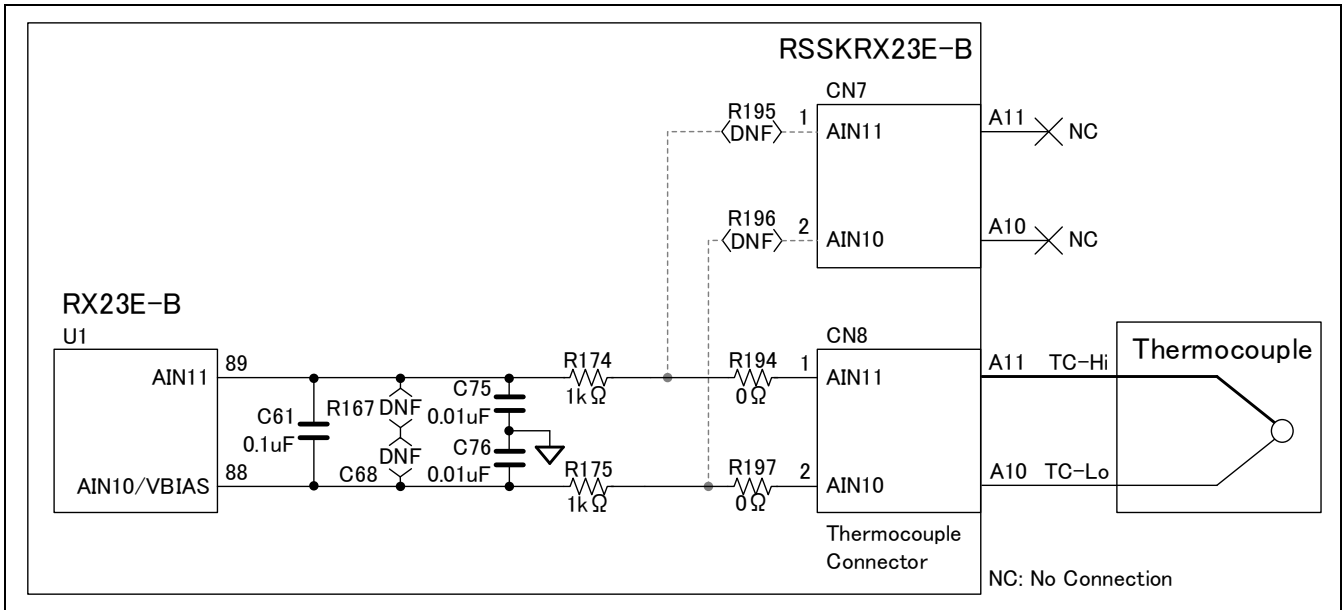 RSSKRX23E-B
CN7
R195
DNF
1
AIN11
A11
NC
R196
DNF
2
AIN10
A10
NC
RX23E-B
U1
AIN11
89
C61
0.1uF
R167
DNF
DNF
C68
C75
0.01uF
C76
0.01uF
R174
1kΩ
R175
1kΩ
R194
0Ω
R197
0Ω
88
AIN10/VBIAS
CN8
1
AIN11
2
AIN10
Thermocouple
Connector
A11
TC-Hi
A10
TC-Lo
Thermocouple
NC: No Connection